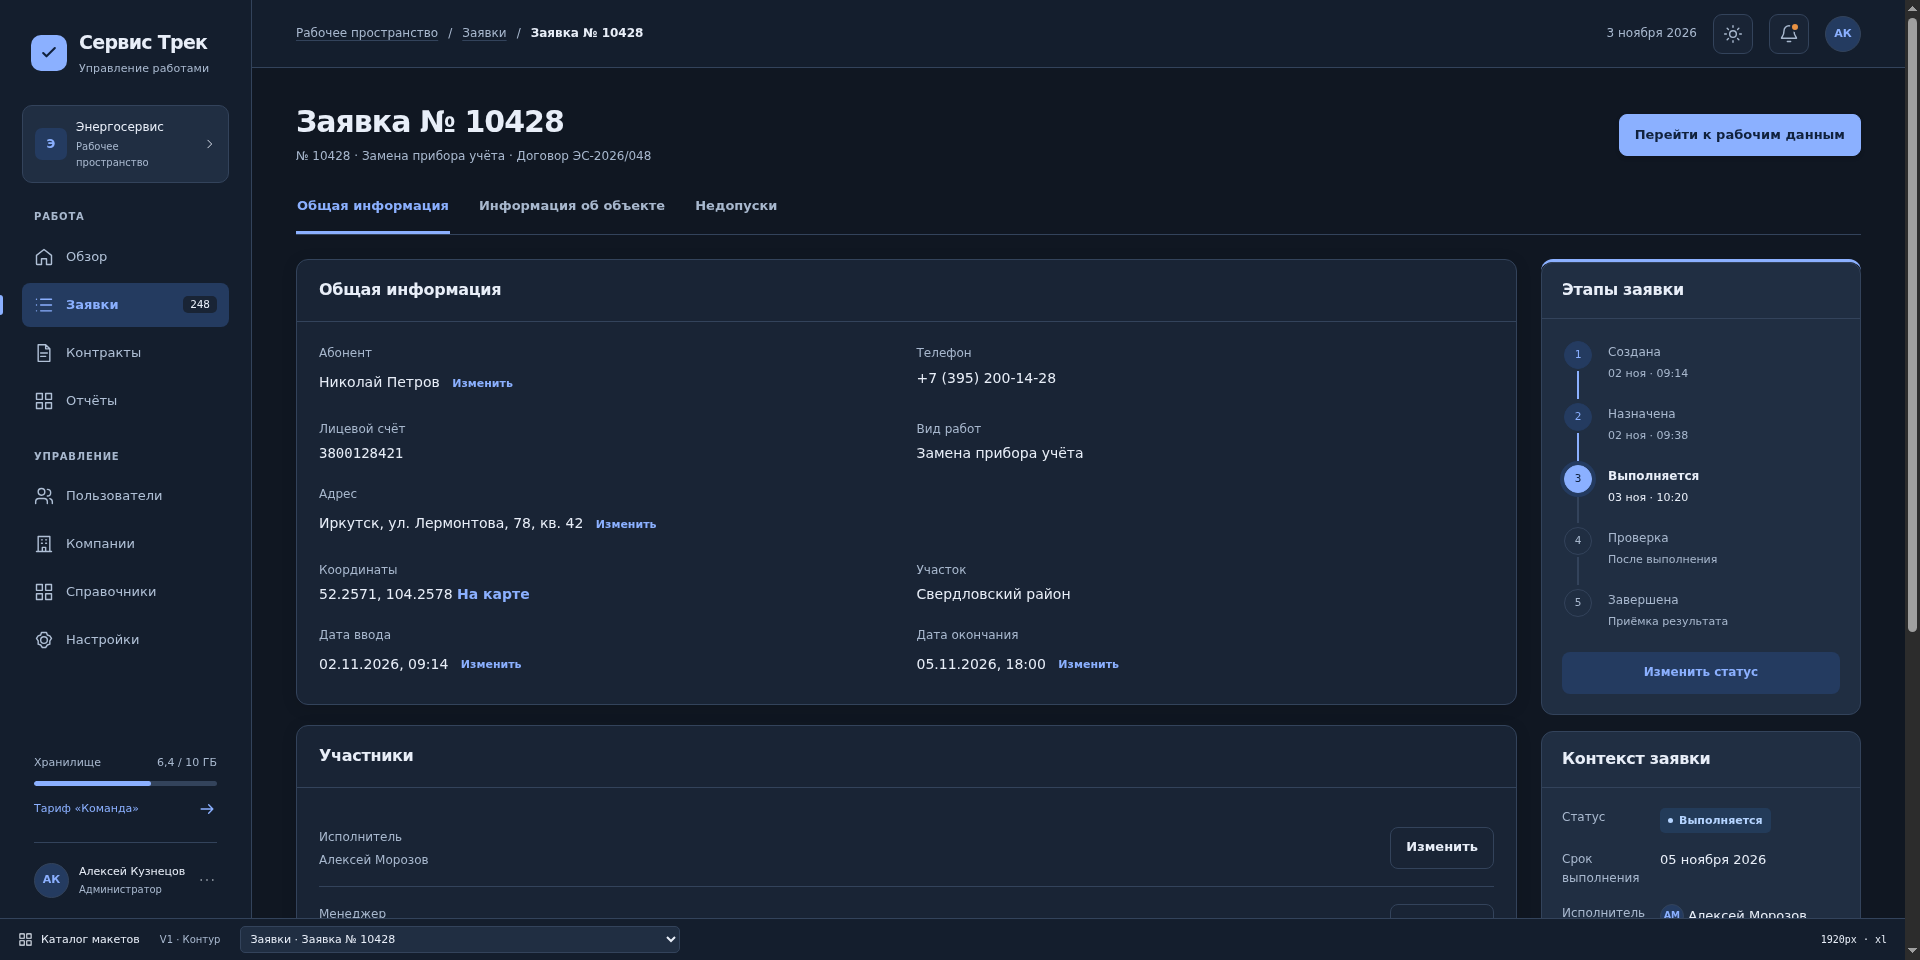 Сервис Трек
Управление работами
Э
Энергосервис
Рабочее
пространство
РАБОТА
Обзор
Заявки 248
Контракты
Отчёты
УПРАВЛЕНИЕ
Пользователи
Компании
Справочники
Настройки
Хранилище 6,4 / 10 ГБ
Тариф «Команда»
АК
Алексей Кузнецов
Администратор
Рабочее пространство / Заявки / Заявка № 10428
3 ноября 2026
АК
Заявка № 10428
№ 10428 · Замена прибора учёта · Договор ЭС-2026/048
Перейти к рабочим данным
Общая информация Информация об объекте Недопуски
Общая информация
Абонент
Николай Петров Изменить
Телефон
+7 (395) 200-14-28
Лицевой счёт
3800128421
Вид работ
Замена прибора учёта
Адрес
Иркутск, ул. Лермонтова, 78, кв. 42 Изменить
Координаты
52.2571, 104.2578 На карте
Участок
Свердловский район
Дата ввода
02.11.2026, 09:14 Изменить
Дата окончания
05.11.2026, 18:00 Изменить
Участники
Исполнитель
Алексей Морозов
Изменить
Менеджер
Этапы заявки
1 Создана
02 ноя · 09:14
2 Назначена
02 ноя · 09:38
3 Выполняется
03 ноя · 10:20
4 Проверка
После выполнения
5 Завершена
Приёмка результата
Изменить статус
Контекст заявки
Статус Выполняется
Срок
выполнения
05 ноября 2026
Исполнитель АМ Алексей Морозов
Каталог макетов V1 · Контур Заявки · Заявка № 10428 1920px · xl